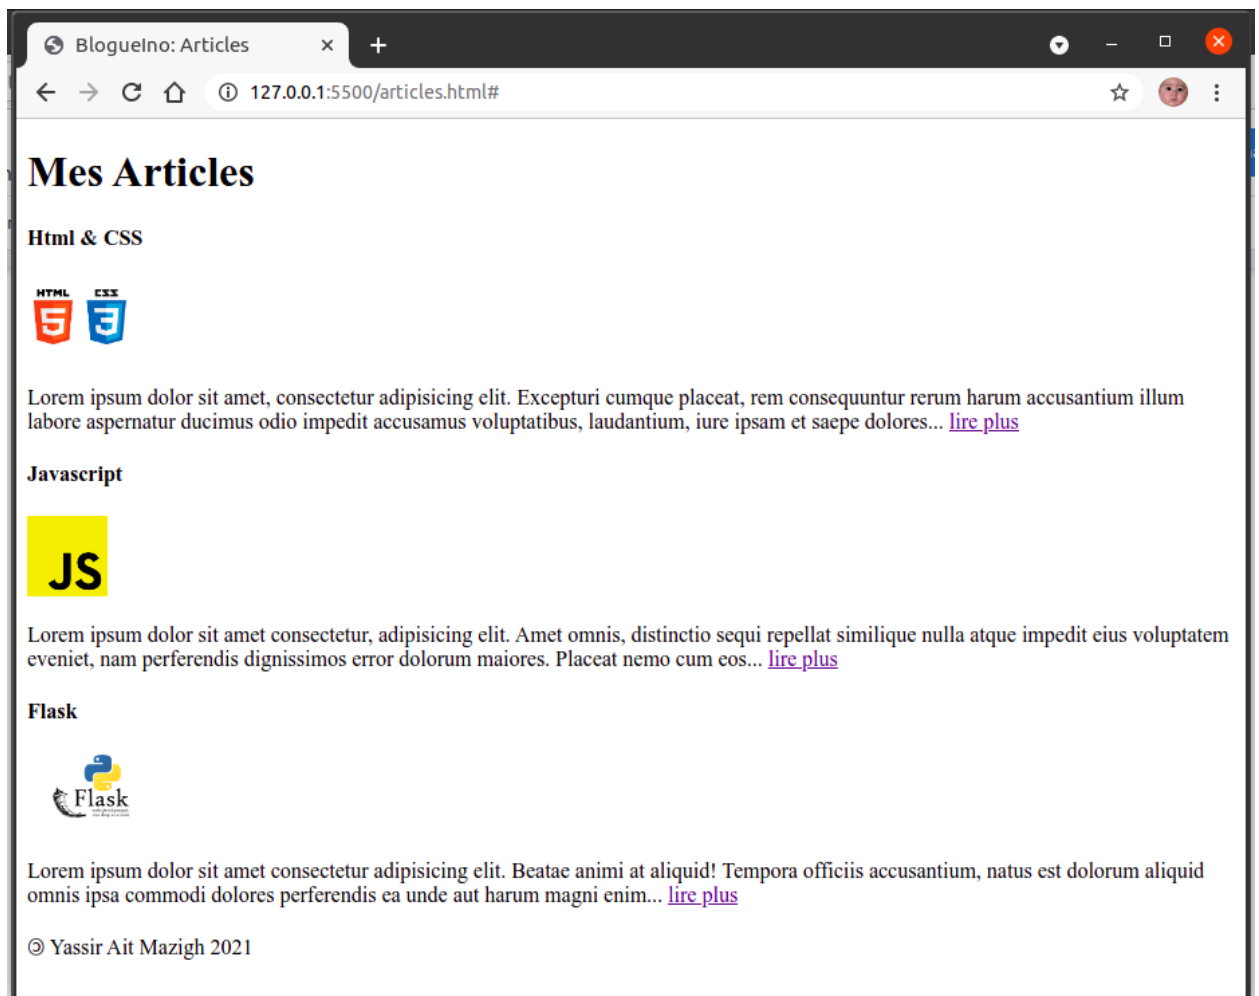 BlogueIno: Articles
127.0.0.1:5500/articles.html#
Mes Articles
Html & CSS
HTML CSS
5 3
Lorem ipsum dolor sit amet, consectetur adipisicing elit. Excepturi cumque placeat, rem consequuntur rerum harum accusantium illum
labore aspernatur ducimus odio impedit accusamus voluptatibus, laudantium, iure ipsam et saepe dolores... lire plus
Javascript
JS
Lorem ipsum dolor sit amet consectetur, adipisicing elit. Amet omnis, distinctio sequi repellat similique nulla atque impedit eius voluptatem
eveniet, nam perferendis dignissimos error dolorum maiores. Placeat nemo cum eos... lire plus
Flask
Flask
Lorem ipsum dolor sit amet consectetur adipisicing elit. Beatae animi at aliquid! Tempora officiis accusantium, natus est dolorum aliquid
omnis ipsa commodi dolores perferendis ea unde aut harum magni enim... lire plus
🄯 Yassir Ait Mazigh 2021